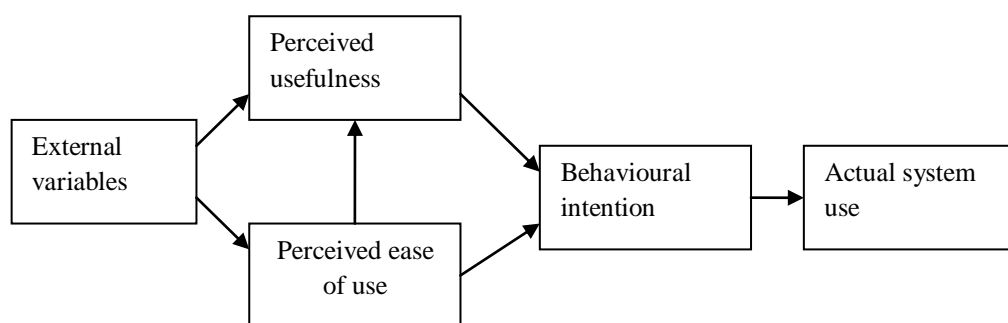 Perceived
usefulness
External
variables
Perceived ease
of use
Behavioural
intention
Actual system
use